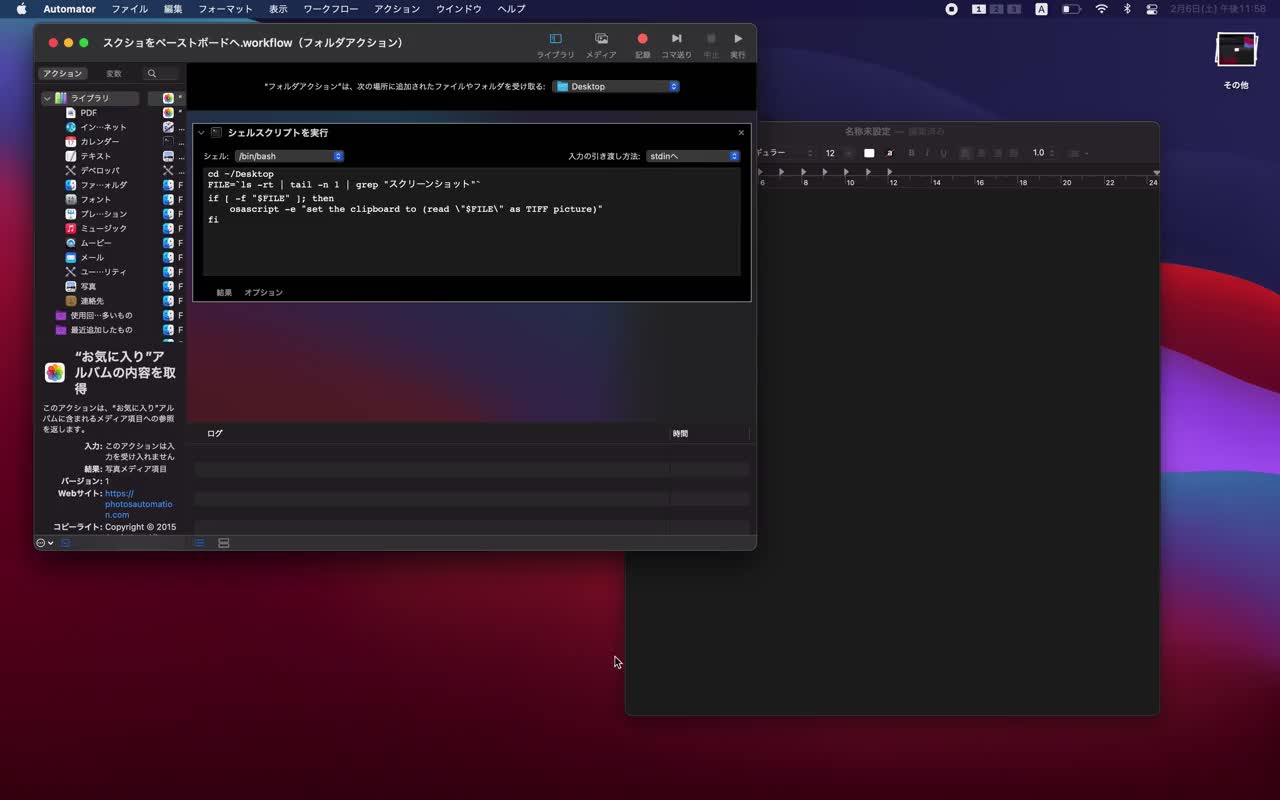 Automator ファイル 編集 フォーマット 表示 ワークフロー アクション ウインドウ ヘルプ
1 2 3 A 2月6日(土) 午後11:58
スクショをペーストボードへ.workflow（フォルダアクション）
ライブラリ メディア 記録 コマ送り 中止 実行
アクション 変数
"フォルダアクション"は、次の場所に追加されたファイルやフォルダを受け取る: Desktop
ライブラリ
PDF
イン…ネット
カレンダー
テキスト
デベロッパ
ファ…ォルダ
フォント
プレ…ション
ミュージック
ムービー
メール
ユー…リティ
写真
連絡先
使用回…多いもの
最近追加したもの
F
F
F
F
F
F
F
F
F
F
F
シェルスクリプトを実行
シェル: /bin/bash 入力の引き渡し方法: stdinへ
cd ~/Desktop
FILE=`ls -rt | tail -n 1 | grep "スクリーンショット"`
if [ -f "$FILE" ]; then
osascript -e "set the clipboard to (read \"$FILE\" as TIFF picture)"
fi
結果 オプション
“お気に入り”ア
ルバムの内容を取
得
このアクションは、“お気に入り”アル
バムに含まれるメディア項目への参照
を返します。
入力: このアクションは入
力を受け入れません
結果: 写真メディア項目
バージョン: 1
Webサイト: https://
photosautomatio
n.com
コピーライト: Copyright © 2015
ログ 時間
名称未設定 — 編集済み
ギュラー 12 a B I U 1.0
6 8 10 12 14 16 18 20 22 24
その他